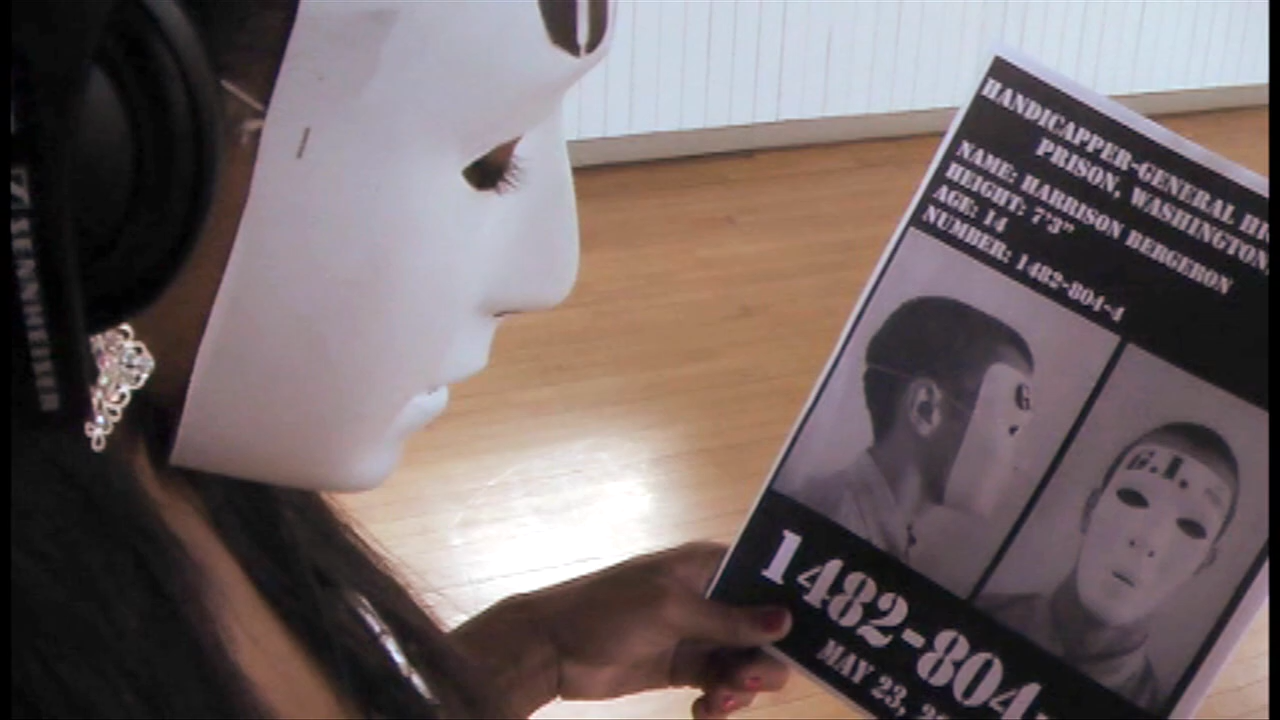 SENNHEISER
HANDICAPPER-GENERAL
PRISON, WASHINGTON
NAME: HARRISON BERGERON
HEIGHT: 7'3"
AGE: 14
NUMBER: 1482-804-4
G.
G.I.
1482-804-
MAY 23,